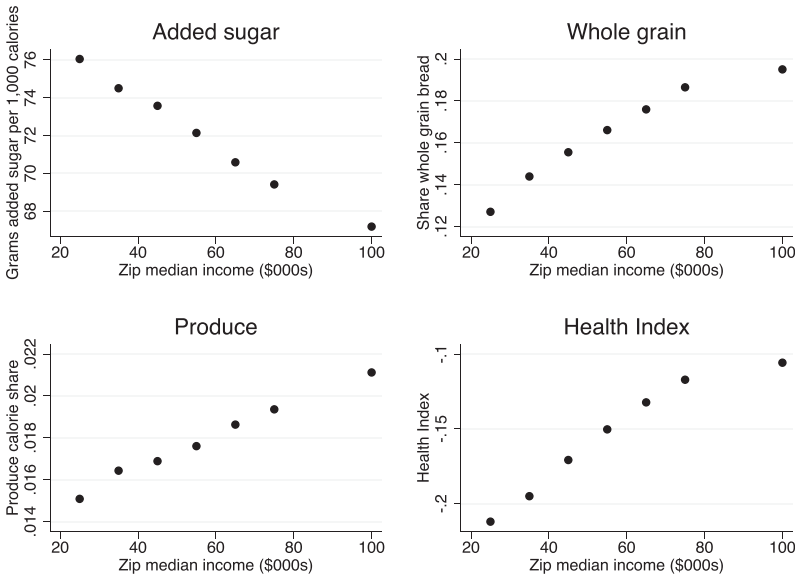 Added sugar
Grams added sugar per 1,000 calories
76
74
72
70
68
20 40 60 80 100
Zip median income ($000s)
Whole grain
Share whole grain bread
.2
.18
.16
.14
.12
20 40 60 80 100
Zip median income ($000s)
Produce
Produce calorie share
.022
.02
.018
.016
.014
20 40 60 80 100
Zip median income ($000s)
Health Index
Health Index
-.1
-.15
-.2
20 40 60 80 100
Zip median income ($000s)